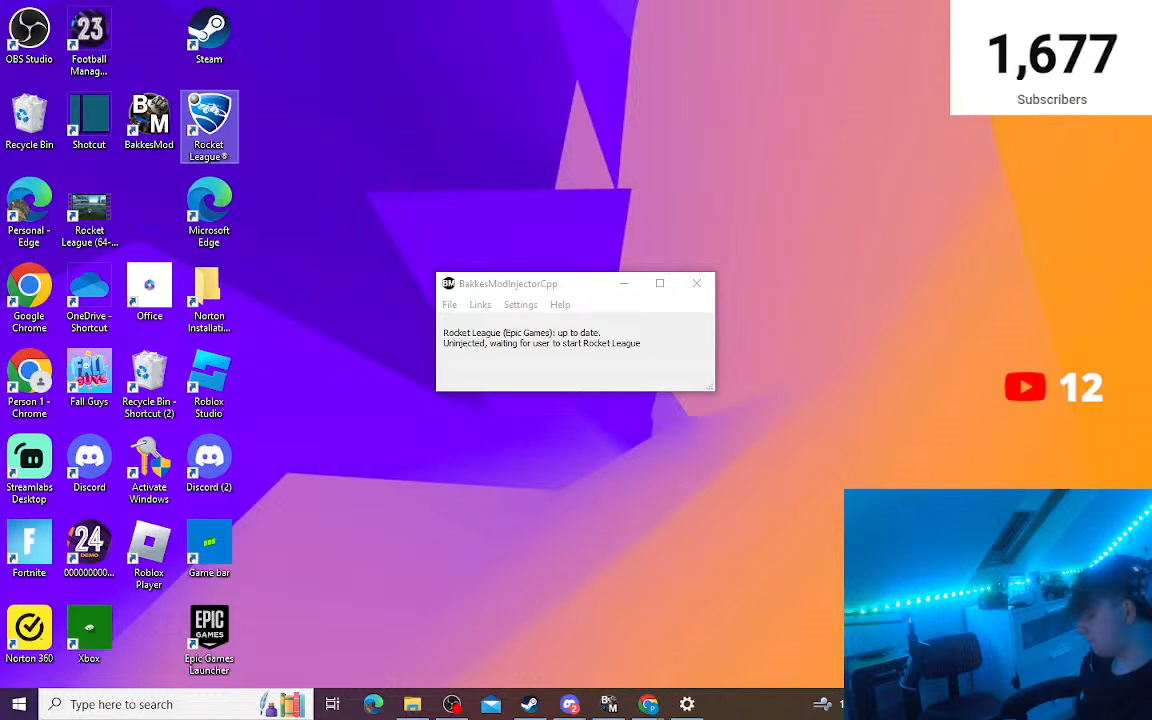 OBS Studio
23
Football
Manag...
Steam
1,677
Subscribers
Recycle Bin
Shotcut
B
M
BakkesMod
Rocket
League®
Personal -
Edge
Rocket
League (64-...
Microsoft
Edge
BM BakkesModInjectorCpp
File Links Settings Help
Rocket League (Epic Games): up to date.
Uninjected, waiting for user to start Rocket League
Google
Chrome
OneDrive -
Shortcut
Office
Norton
Installati...
Person 1 -
Chrome
FALL
GUYS
Fall Guys
Recycle Bin -
Shortcut (2)
Roblox
Studio
12
Streamlabs
Desktop
Discord
Activate
Windows
Discord (2)
F
Fortnite
24
DEMO
000000000...
Roblox
Player
Game bar
Norton 360
Xbox
EPIC
GAMES
Epic Games
Launcher
Type here to search
2
B
M
P
1